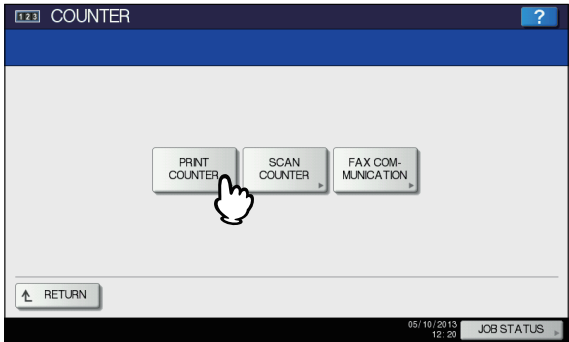 123 COUNTER
?
PRINT
COUNTER
SCAN
COUNTER
FAX COM-
MUNICATION
RETURN
05/10/2013
12:20
JOB STATUS